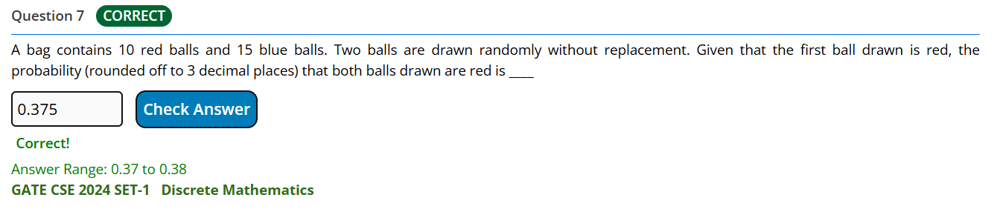 Question 7 CORRECT
A bag contains 10 red balls and 15 blue balls. Two balls are drawn randomly without replacement. Given that the first ball drawn is red, the
probability (rounded off to 3 decimal places) that both balls drawn are red is ____
0.375 Check Answer
Correct!
Answer Range: 0.37 to 0.38
GATE CSE 2024 SET-1 Discrete Mathematics